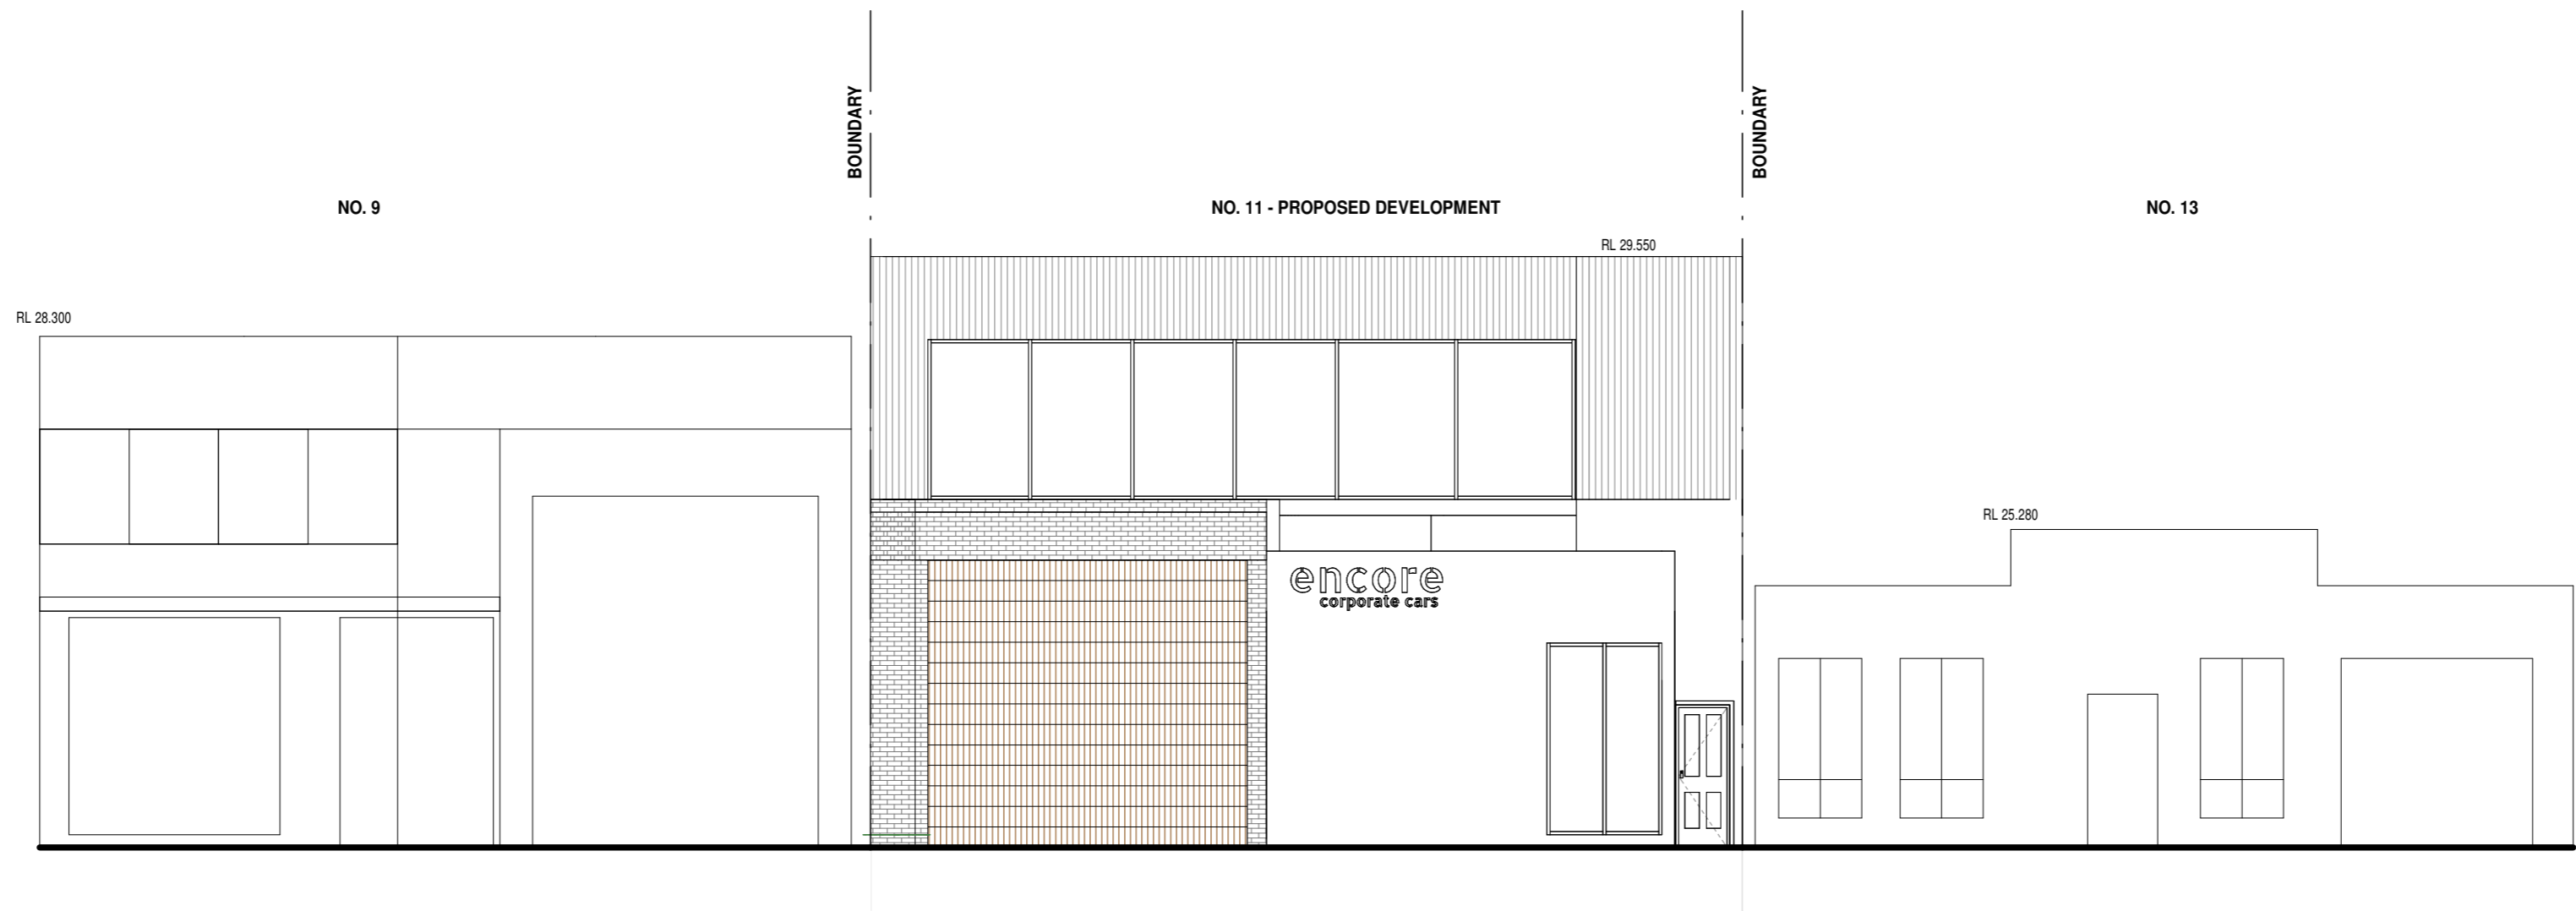 BOUNDARY
BOUNDARY
NO. 9
NO. 11 - PROPOSED DEVELOPMENT
NO. 13
RL 29.550
RL 28.300
RL 25.280
encore
corporate cars